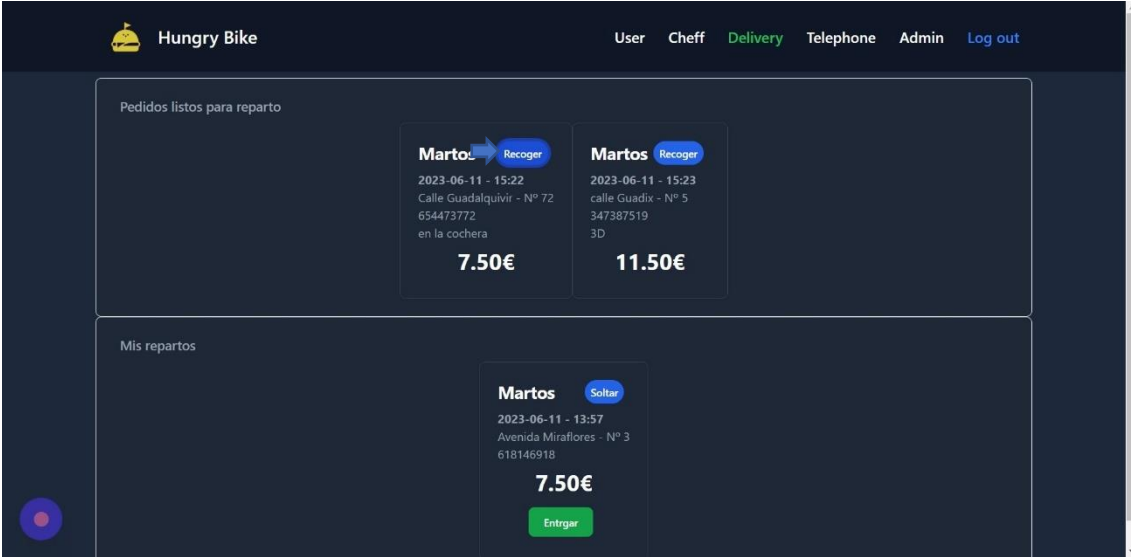 Hungry Bike
User Cheff Delivery Telephone Admin Log out
Pedidos listos para reparto
Martos Recoger
2023-06-11 - 15:22
Calle Guadalquivir - Nº 72
654473772
en la cochera
7.50€
Martos Recoger
2023-06-11 - 15:23
calle Guadix - Nº 5
347387519
3D
11.50€
Mis repartos
Martos Soltar
2023-06-11 - 13:57
Avenida Miraflores - Nº 3
618146918
7.50€
Entrgar